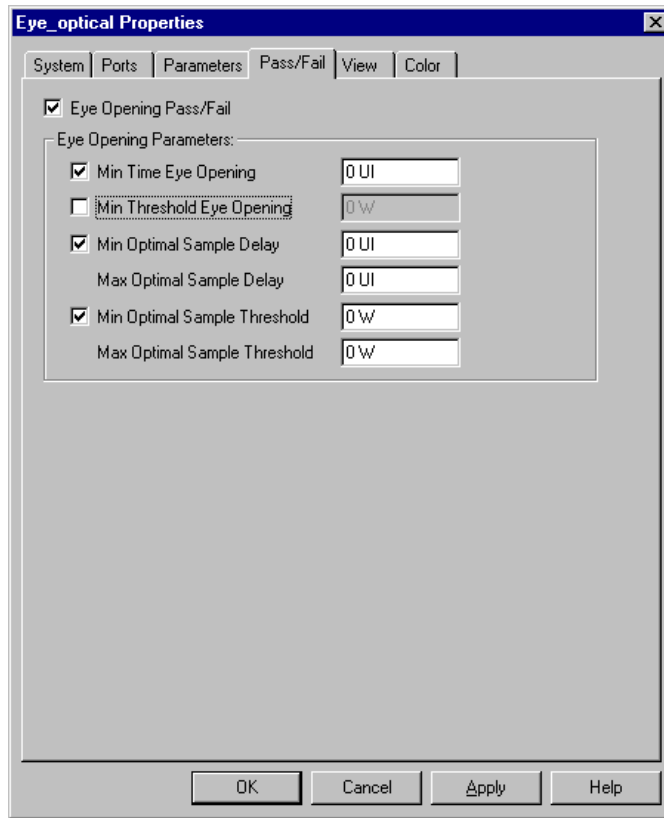 Eye_optical Properties
System Ports Parameters Pass/Fail View Color
Eye Opening Pass/Fail
Eye Opening Parameters:
Min Time Eye Opening 0 UI
Min Threshold Eye Opening 0 W
Min Optimal Sample Delay 0 UI
Max Optimal Sample Delay 0 UI
Min Optimal Sample Threshold 0 W
Max Optimal Sample Threshold 0 W
OK Cancel Apply Help